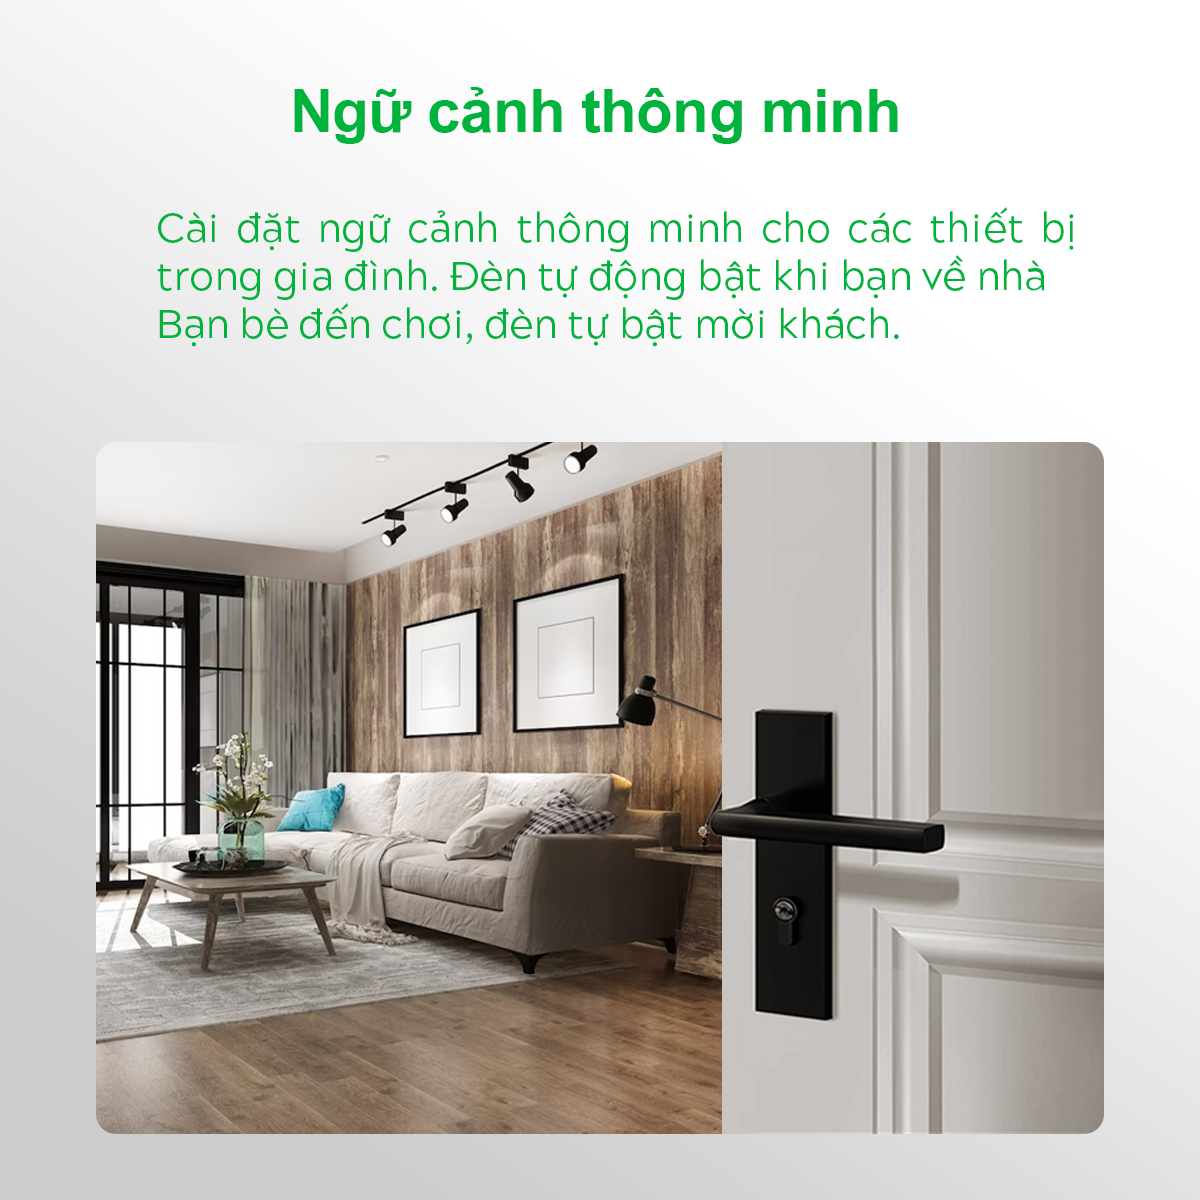 Ngữ cảnh thông minh
Cài đặt ngữ cảnh thông minh cho các thiết bị
trong gia đình. Đèn tự động bật khi bạn về nhà
Bạn bè đến chơi, đèn tự bật mời khách.